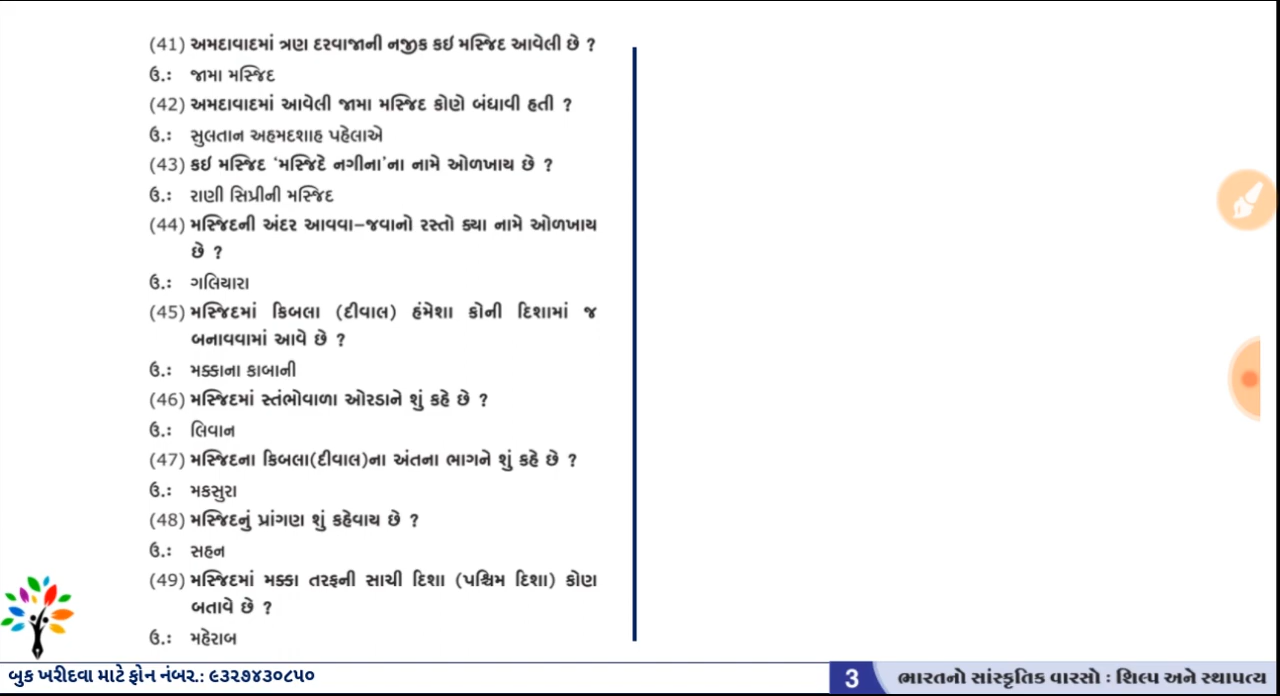 (41) અમદાવાદમાં ત્રણ દરવાજાની નજીક કઈ મસ્જિદ આવેલી છે ?
ઉ.: જામા મસ્જિદ
(42) અમદાવાદમાં આવેલી જામા મસ્જિદ કોણે બંધાવી હતી ?
ઉ.: સુલતાન અહમદશાહ પહેલાએ
(43) કઈ મસ્જિદ ‘મસ્જિદે નગીના’ના નામે ઓળખાય છે ?
ઉ.: રાણી સિપ્રીની મસ્જિદ
(44) મસ્જિદની અંદર આવવા–જવાનો રસ્તો ક્યા નામે ઓળખાય
છે ?
ઉ.: ગલિયારા
(45) મસ્જિદમાં કિબલા (દીવાલ) હંમેશા કોની દિશામાં જ
બનાવવામાં આવે છે ?
ઉ.: મક્કાના કાબાની
(46) મસ્જિદમાં સ્તંભોવાળા ઓરડાને શું કહે છે ?
ઉ.: લિવાન
(47) મસ્જિદના કિબલા(દીવાલ)ના અંતના ભાગને શું કહે છે ?
ઉ.: મકસુરા
(48) મસ્જિદનું પ્રાંગણ શું કહેવાય છે ?
ઉ.: સહન
(49) મસ્જિદમાં મક્કા તરફની સાચી દિશા (પશ્ચિમ દિશા) કોણ
બતાવે છે ?
ઉ.: મહેરાબ
બુક ખરીદવા માટે ફોન નંબર.: ૯૩૨૭૪૩૦૮૫૦
3 ભારતનો સાંસ્કૃતિક વારસો : શિલ્પ અને સ્થાપત્ય